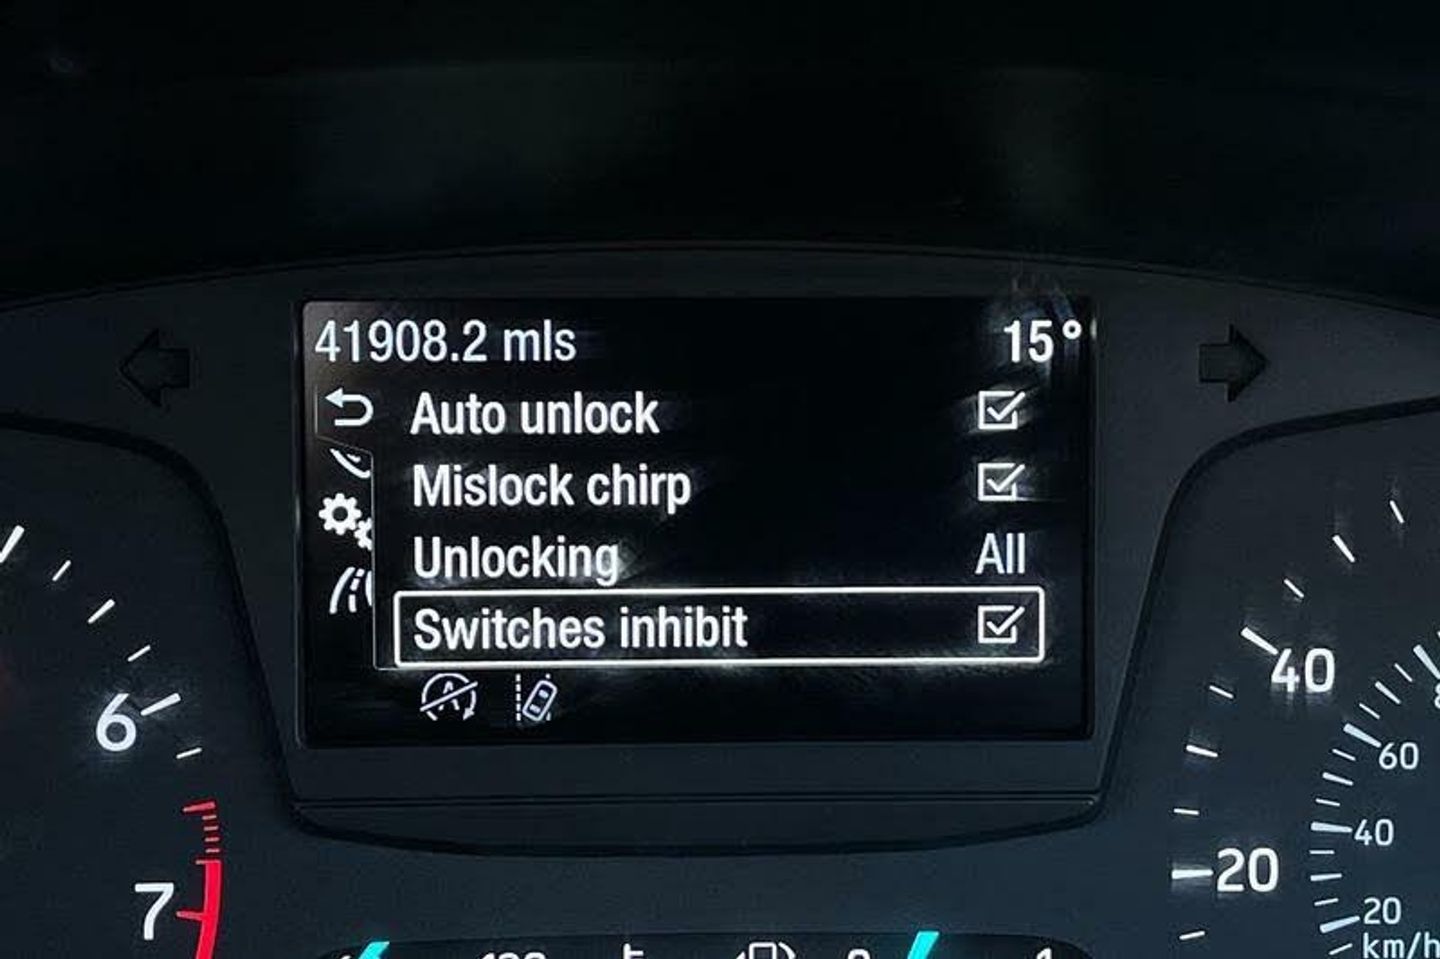 41908.2 mls 15°
Auto unlock
Mislock chirp
Unlocking All
Switches inhibit
A
6
7
40
20
60
40
20
km/h